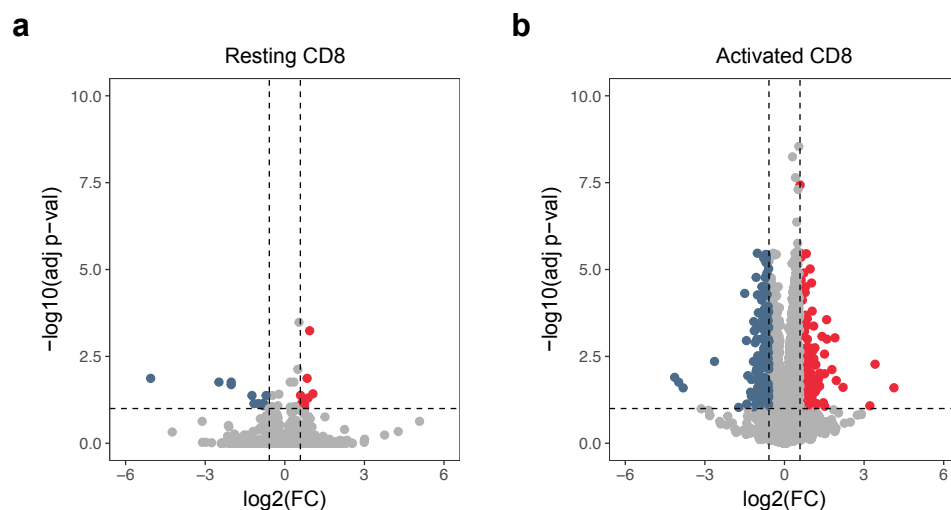 a
Resting CD8
10.0
7.5
5.0
2.5
0.0
−log10(adj p−val)
−6
−3
0
3
6
log2(FC)
b
Activated CD8
10.0
7.5
5.0
2.5
0.0
−log10(adj p−val)
−6
−3
0
3
6
log2(FC)